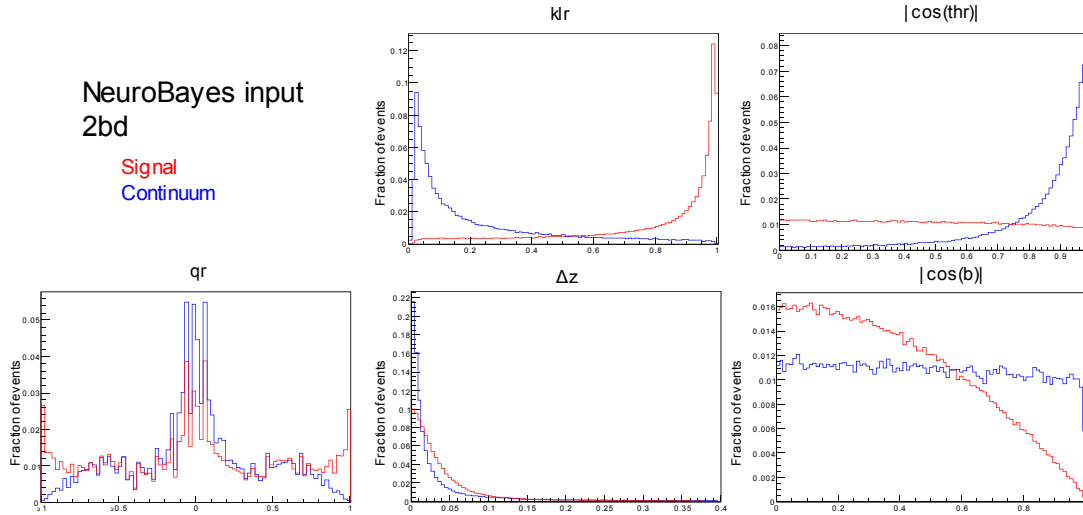 NeuroBayes input
2bd
Signal
Continuum
klr
Fraction of events
0.12
0.1
0.08
0.06
0.04
0.02
0
0 0.2 0.4 0.6 0.8 1
|cos(thr)|
Fraction of events
0.08
0.07
0.06
0.05
0.04
0.03
0.02
0.01
0
0 0.1 0.2 0.3 0.4 0.5 0.6 0.7 0.8 0.9
qr
Fraction of events
0.05
0.04
0.03
0.02
0.01
0
-1 -0.5 0 0.5 1
Δz
Fraction of events
0.22
0.2
0.18
0.16
0.14
0.12
0.1
0.08
0.06
0.04
0.02
0
0 0.05 0.1 0.15 0.2 0.25 0.3 0.35 0.4
|cos(b)|
Fraction of events
0.016
0.014
0.012
0.01
0.008
0.006
0.004
0.002
0
0 0.2 0.4 0.6 0.8